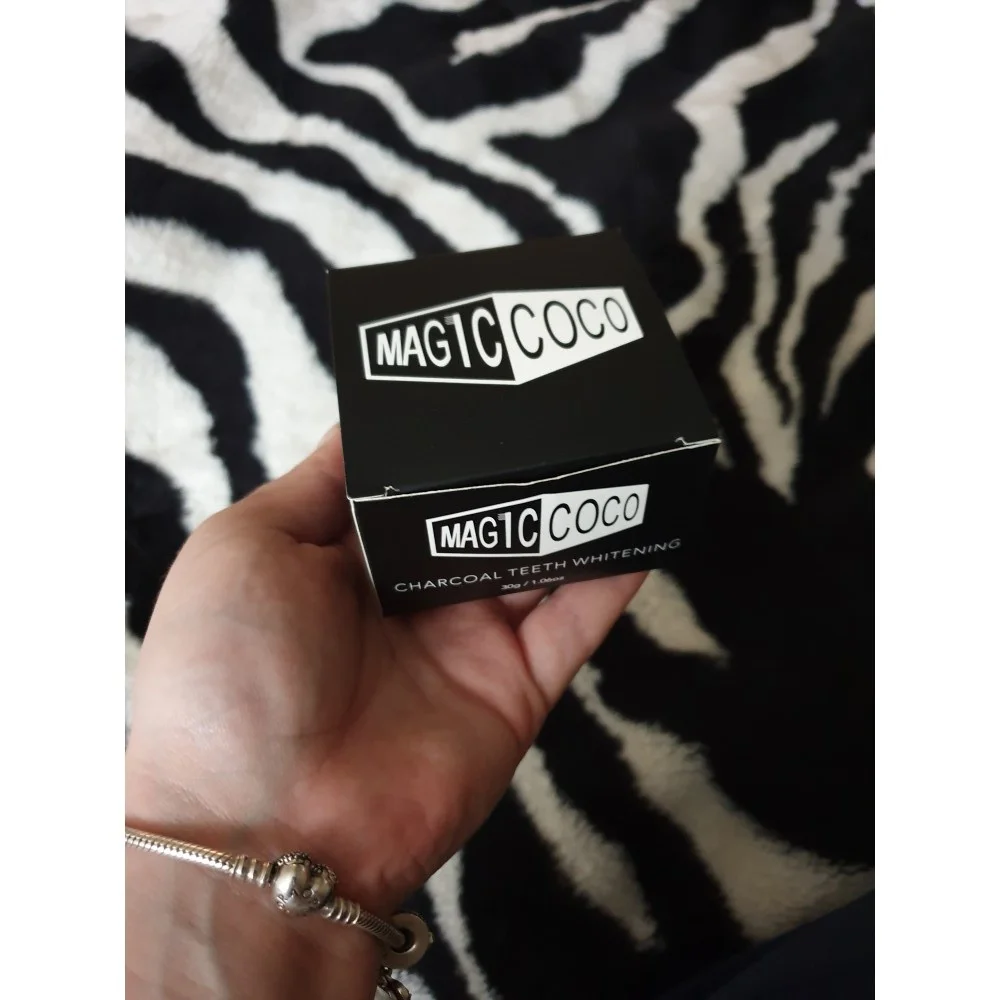 MAGIC COCO
MAGIC COCO
CHARCOAL TEETH WHITENING
30g / 1.06oz